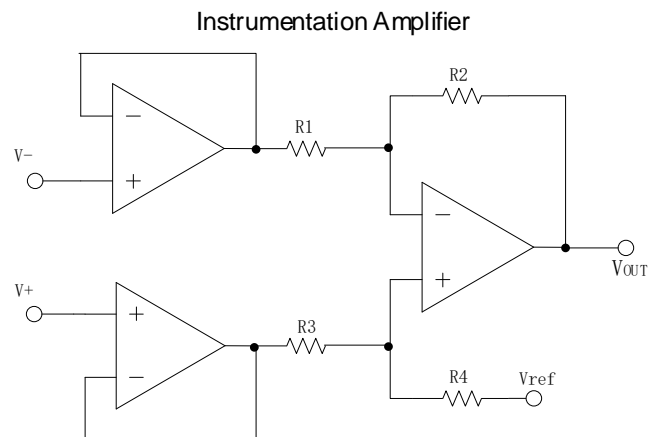 Instrumentation Amplifier
R2
R1
V-
−
+
−
+
VOUT
V+
+
−
R3
R4
Vref